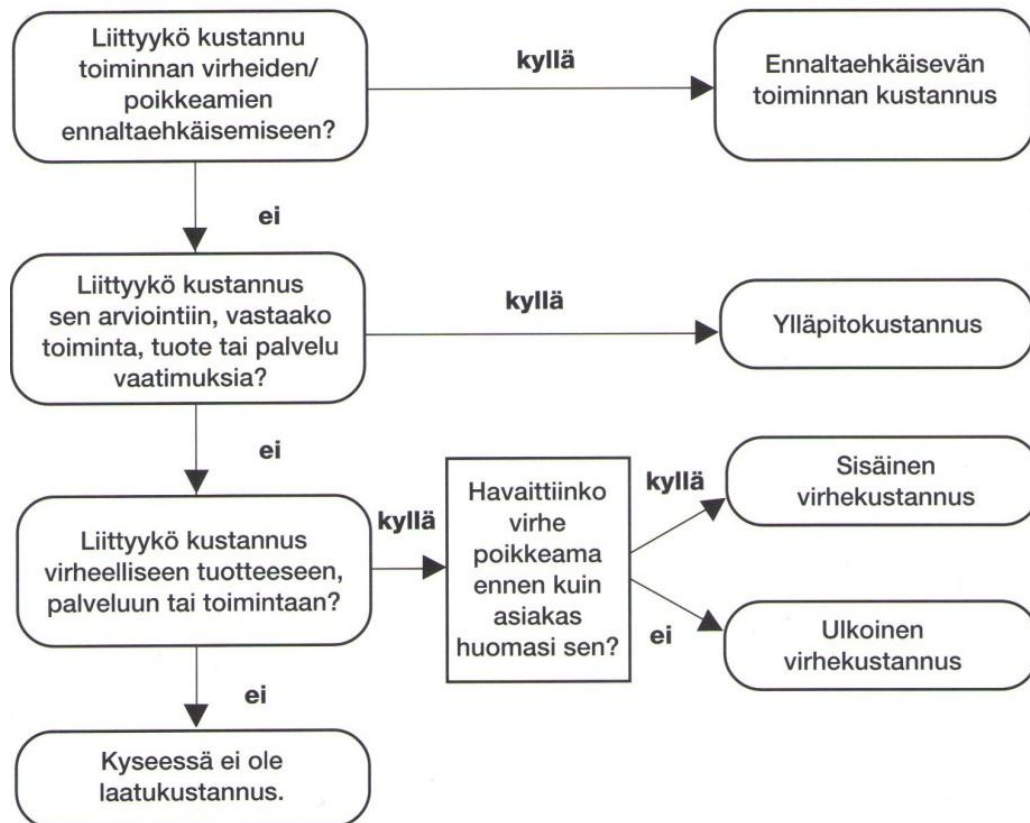 Liittyykö kustannu
toiminnan virheiden/
poikkeamien
ennaltaehkäisemiseen?
kyllä
Ennaltaehkäisevän
toiminnan kustannus
ei
Liittyykö kustannus
sen arviointiin, vastaako
toiminta, tuote tai palvelu
vaatimuksia?
kyllä
Ylläpitokustannus
ei
Liittyykö kustannus
virheelliseen tuotteeseen,
palveluun tai toimintaan?
kyllä
Havaittiinko
virhe
poikkeama
ennen kuin
asiakas
huomasi sen?
kyllä
Sisäinen
virhekustannus
ei
Ulkoinen
virhekustannus
ei
Kyseessä ei ole
laatukustannus.